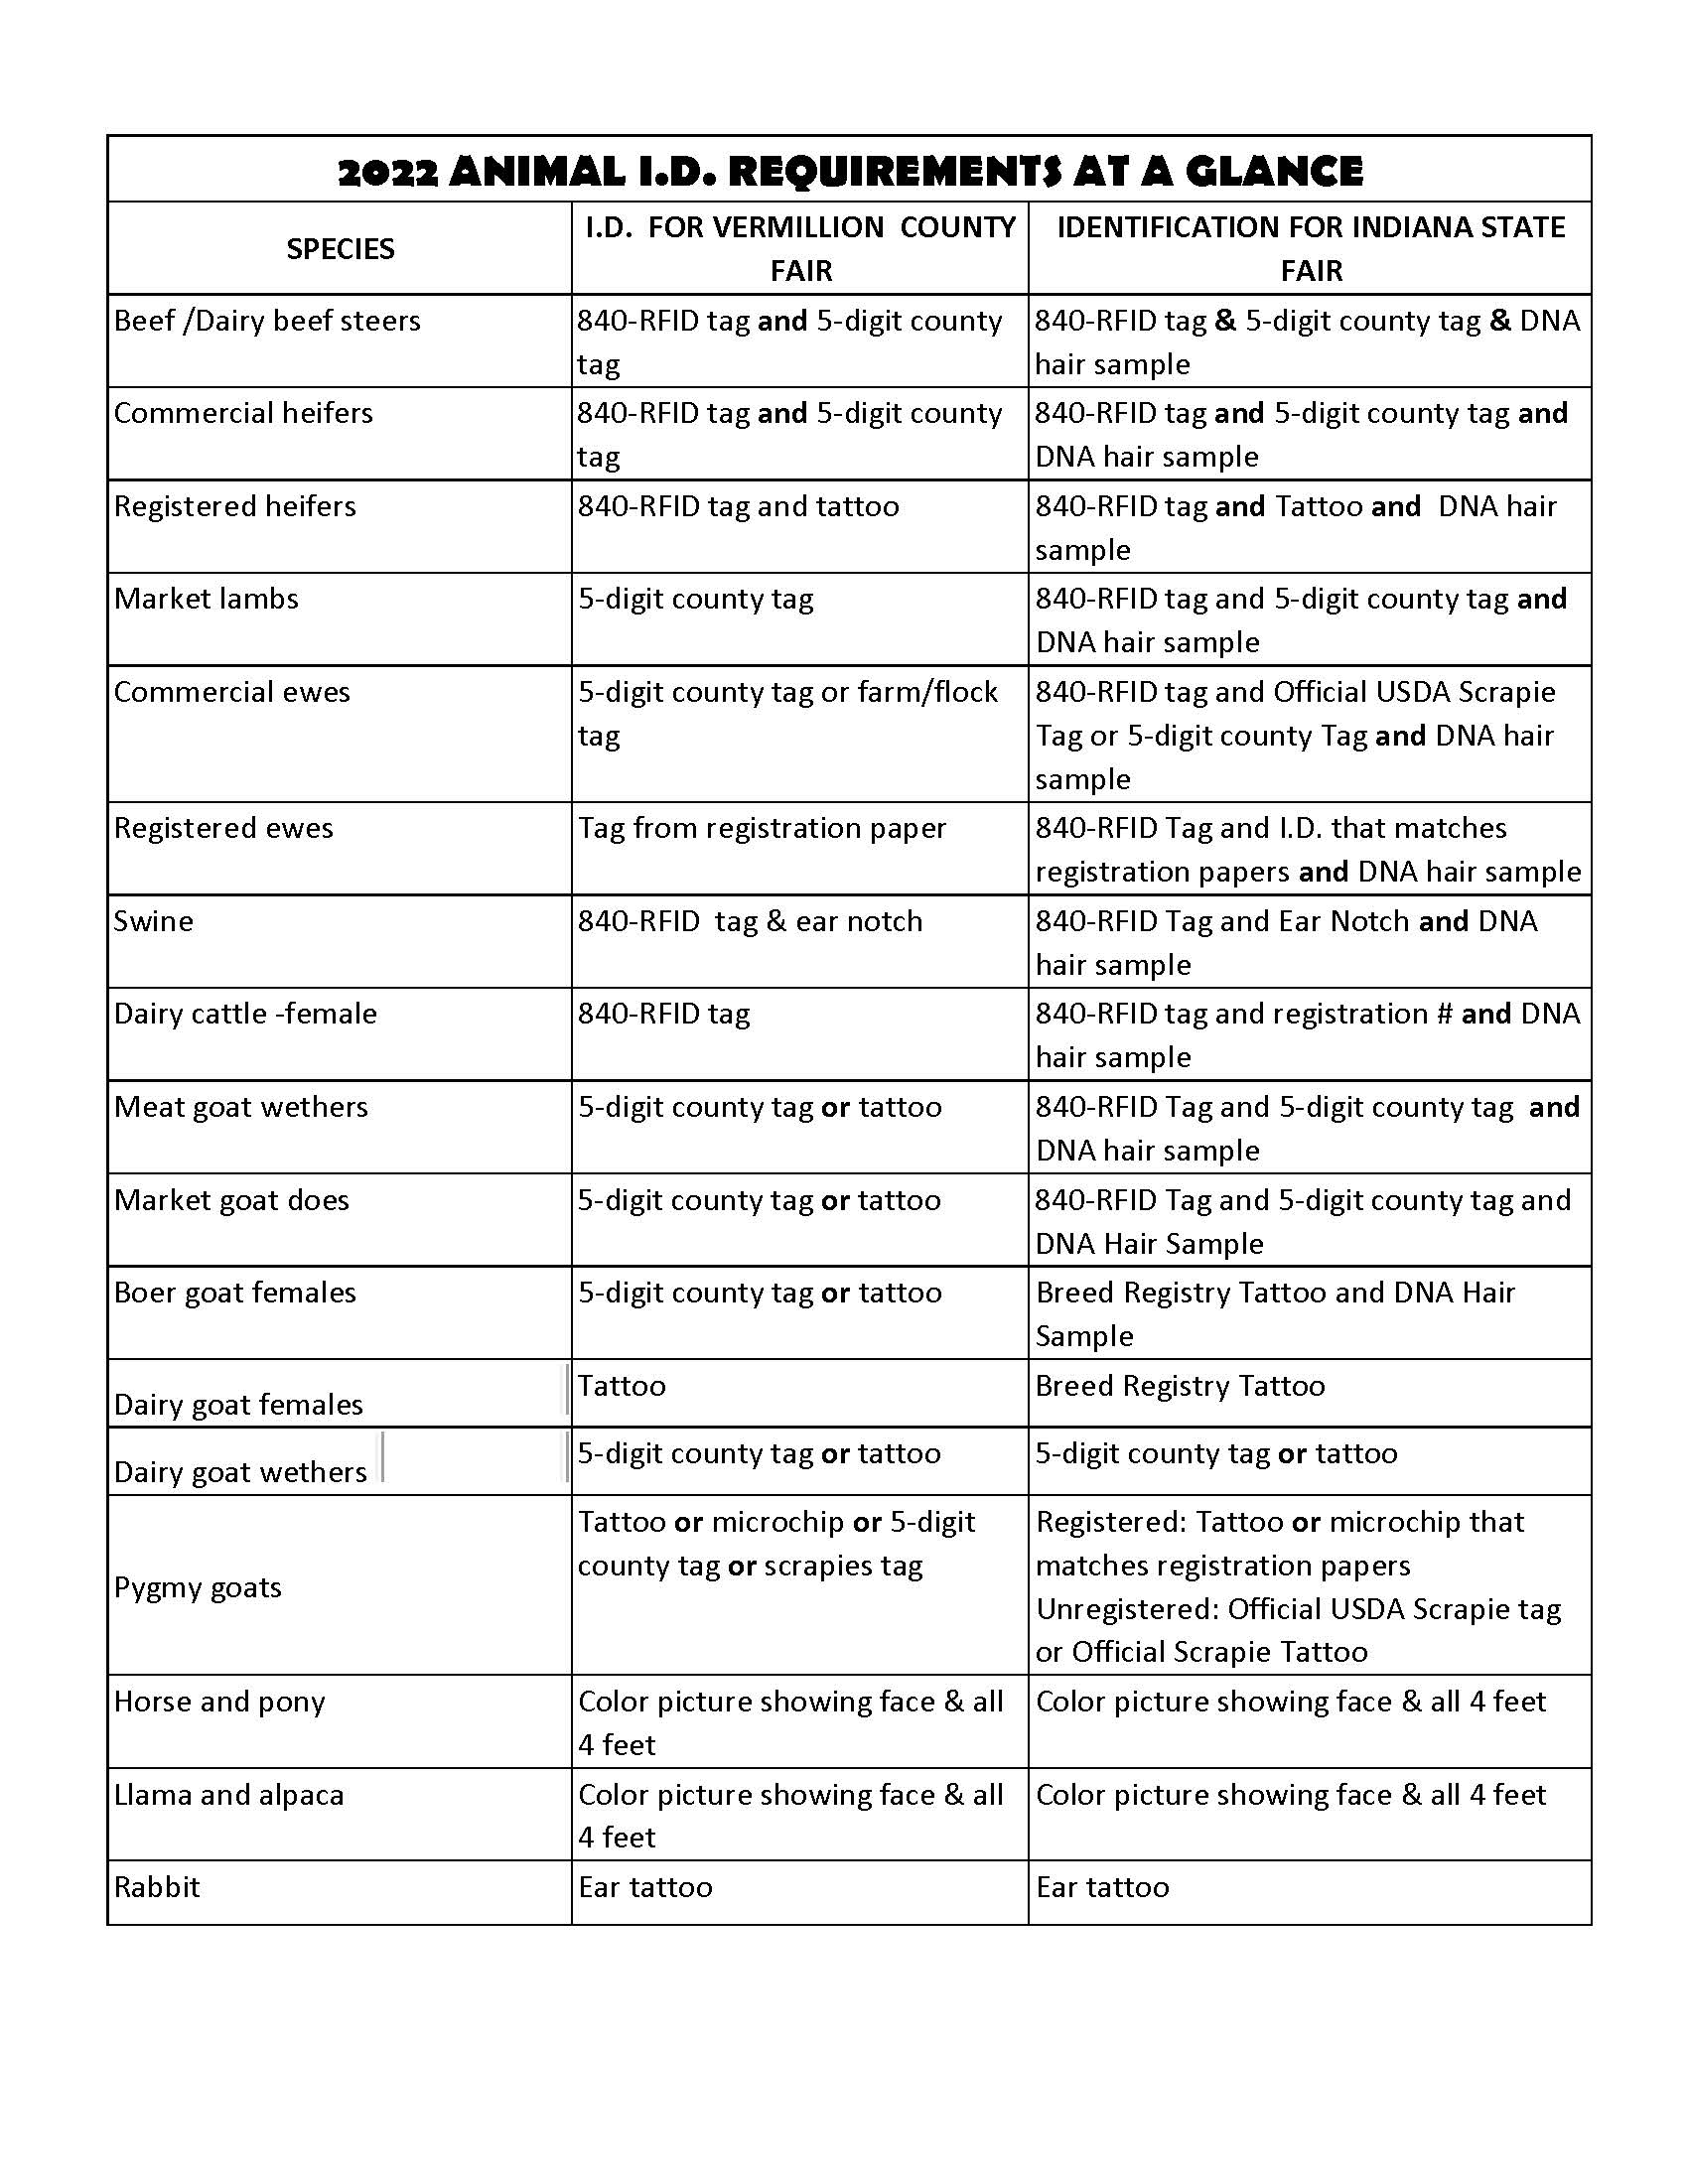 2022 ANIMAL I.D. REQUIREMENTS AT A GLANCE
SPECIES
I.D. FOR VERMILLION COUNTY
FAIR
IDENTIFICATION FOR INDIANA STATE
FAIR
Beef /Dairy beef steers
840-RFID tag and 5-digit county
tag
840-RFID tag & 5-digit county tag & DNA
hair sample
Commercial heifers
840-RFID tag and 5-digit county
tag
840-RFID tag and 5-digit county tag and
DNA hair sample
Registered heifers
840-RFID tag and tattoo
840-RFID tag and Tattoo and DNA hair
sample
Market lambs
5-digit county tag
840-RFID tag and 5-digit county tag and
DNA hair sample
Commercial ewes
5-digit county tag or farm/flock
tag
840-RFID tag and Official USDA Scrapie
Tag or 5-digit county Tag and DNA hair
sample
Registered ewes
Tag from registration paper
840-RFID Tag and I.D. that matches
registration papers and DNA hair sample
Swine
840-RFID tag & ear notch
840-RFID Tag and Ear Notch and DNA
hair sample
Dairy cattle -female
840-RFID tag
840-RFID tag and registration # and DNA
hair sample
Meat goat wethers
5-digit county tag or tattoo
840-RFID Tag and 5-digit county tag and
DNA hair sample
Market goat does
5-digit county tag or tattoo
840-RFID Tag and 5-digit county tag and
DNA Hair Sample
Boer goat females
5-digit county tag or tattoo
Breed Registry Tattoo and DNA Hair
Sample
Dairy goat females
Tattoo
Breed Registry Tattoo
Dairy goat wethers
5-digit county tag or tattoo
5-digit county tag or tattoo
Pygmy goats
Tattoo or microchip or 5-digit
county tag or scrapies tag
Registered: Tattoo or microchip that
matches registration papers
Unregistered: Official USDA Scrapie tag
or Official Scrapie Tattoo
Horse and pony
Color picture showing face & all
4 feet
Color picture showing face & all 4 feet
Llama and alpaca
Color picture showing face & all
4 feet
Color picture showing face & all 4 feet
Rabbit
Ear tattoo
Ear tattoo